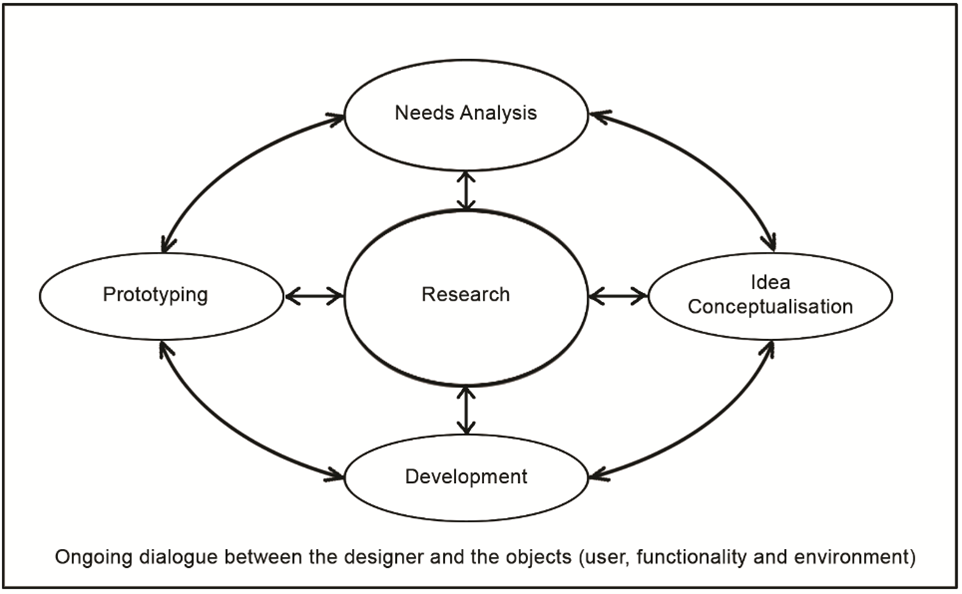 Needs Analysis
Prototyping
Research
Idea
Conceptualisation
Development
Ongoing dialogue between the designer and the objects (user, functionality and environment)